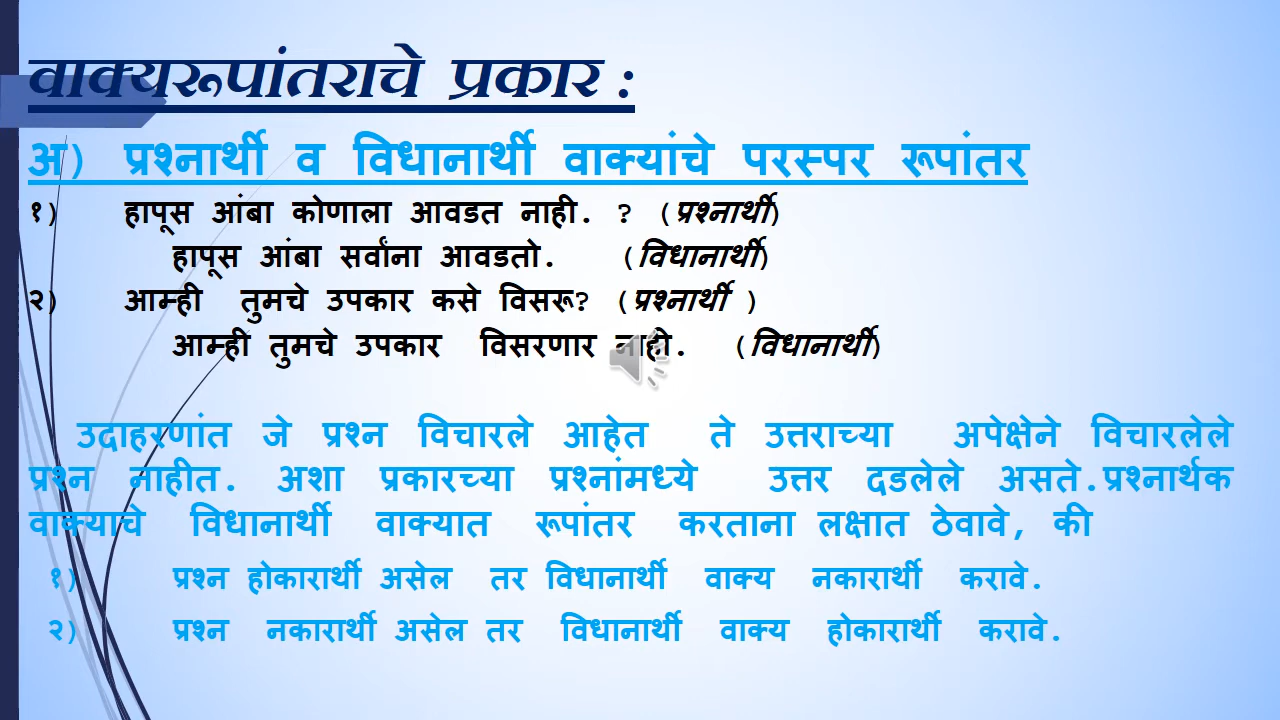 वाक्यरूपांतराचे प्रकार :
अ) प्रश्नार्थी व विधानार्थी वाक्यांचे परस्पर रूपांतर
१) हापूस आंबा कोणाला आवडत नाही. ? (प्रश्नार्थी)
हापूस आंबा सर्वांना आवडतो. (विधानार्थी)
२) आम्ही तुमचे उपकार कसे विसरू? (प्रश्नार्थी )
आम्ही तुमचे उपकार विसरणार नाही. (विधानार्थी)
उदाहरणांत जे प्रश्न विचारले आहेत ते उत्तराच्या अपेक्षेने विचारलेले
प्रश्न नाहीत. अशा प्रकारच्या प्रश्नांमध्ये उत्तर दडलेले असते.प्रश्नार्थक
वाक्याचे विधानार्थी वाक्यात रूपांतर करताना लक्षात ठेवावे, की
१) प्रश्न होकारार्थी असेल तर विधानार्थी वाक्य नकारार्थी करावे.
२) प्रश्न नकारार्थी असेल तर विधानार्थी वाक्य होकारार्थी करावे.